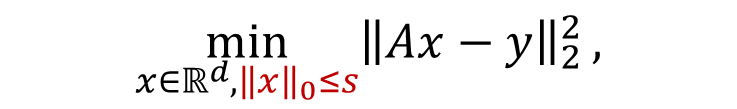 min ‖Ax − y‖₂² ,
x∈ℝᵈ,‖x‖₀≤s